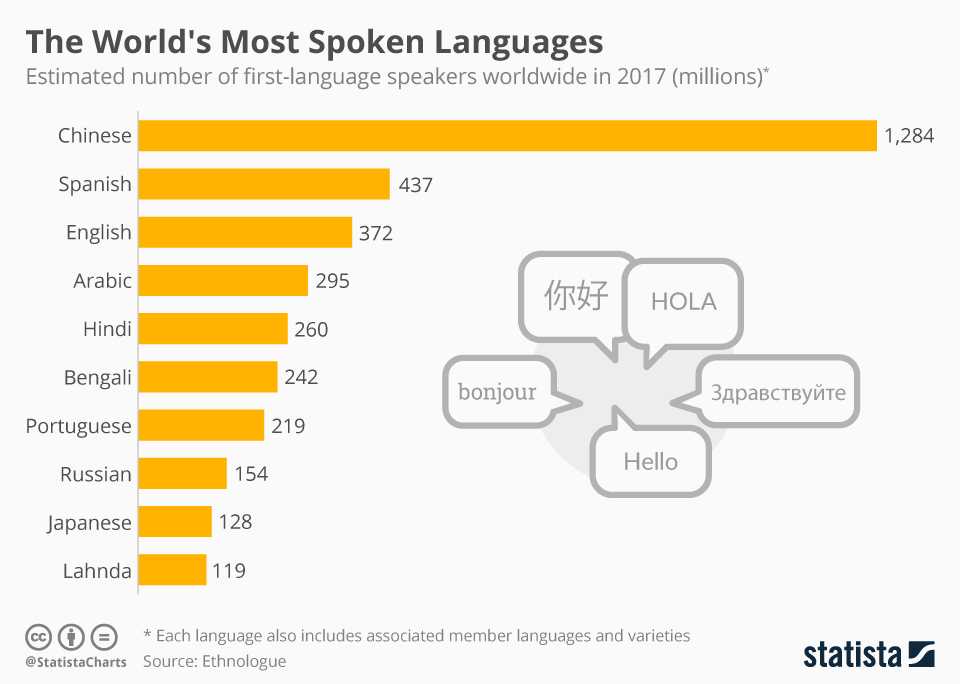 The World's Most Spoken Languages
Estimated number of first-language speakers worldwide in 2017 (millions)*
Chinese 1,284
Spanish 437
English 372
Arabic 295
Hindi 260
Bengali 242
Portuguese 219
Russian 154
Japanese 128
Lahnda 119
你好
HOLA
bonjour
Здравствуйте
Hello
cc
@StatistaCharts
* Each language also includes associated member languages and varieties
Source: Ethnologue
statista